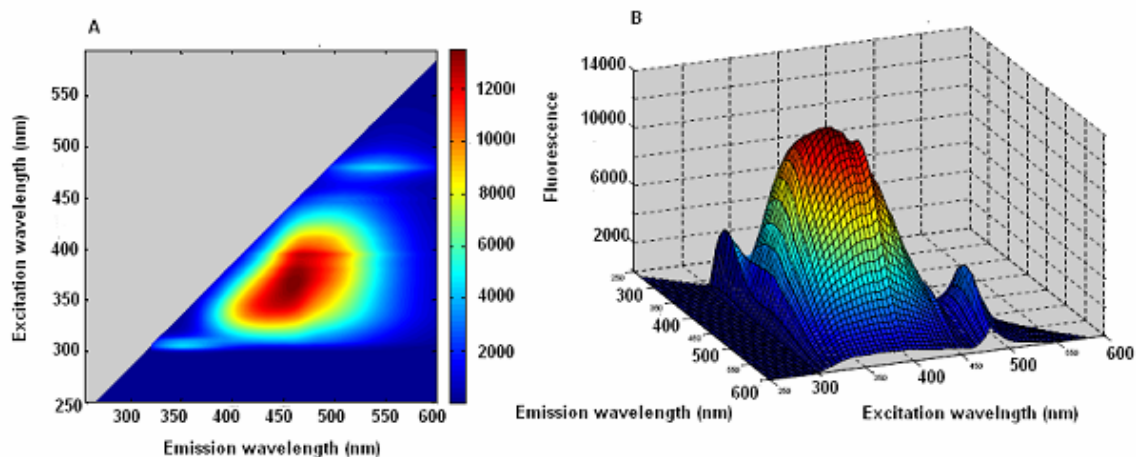 A
550
500
450
400
350
300
250
Excitation wavelength (nm)
300 350 400 450 500 550 600
Emission wavelength (nm)
8000
6000
4000
2000
B
14000
10000
6000
2000
Fluorescence
300
400
500
600
Emission wavelength (nm)
300
400
500
600
Excitation wavelngth (nm)